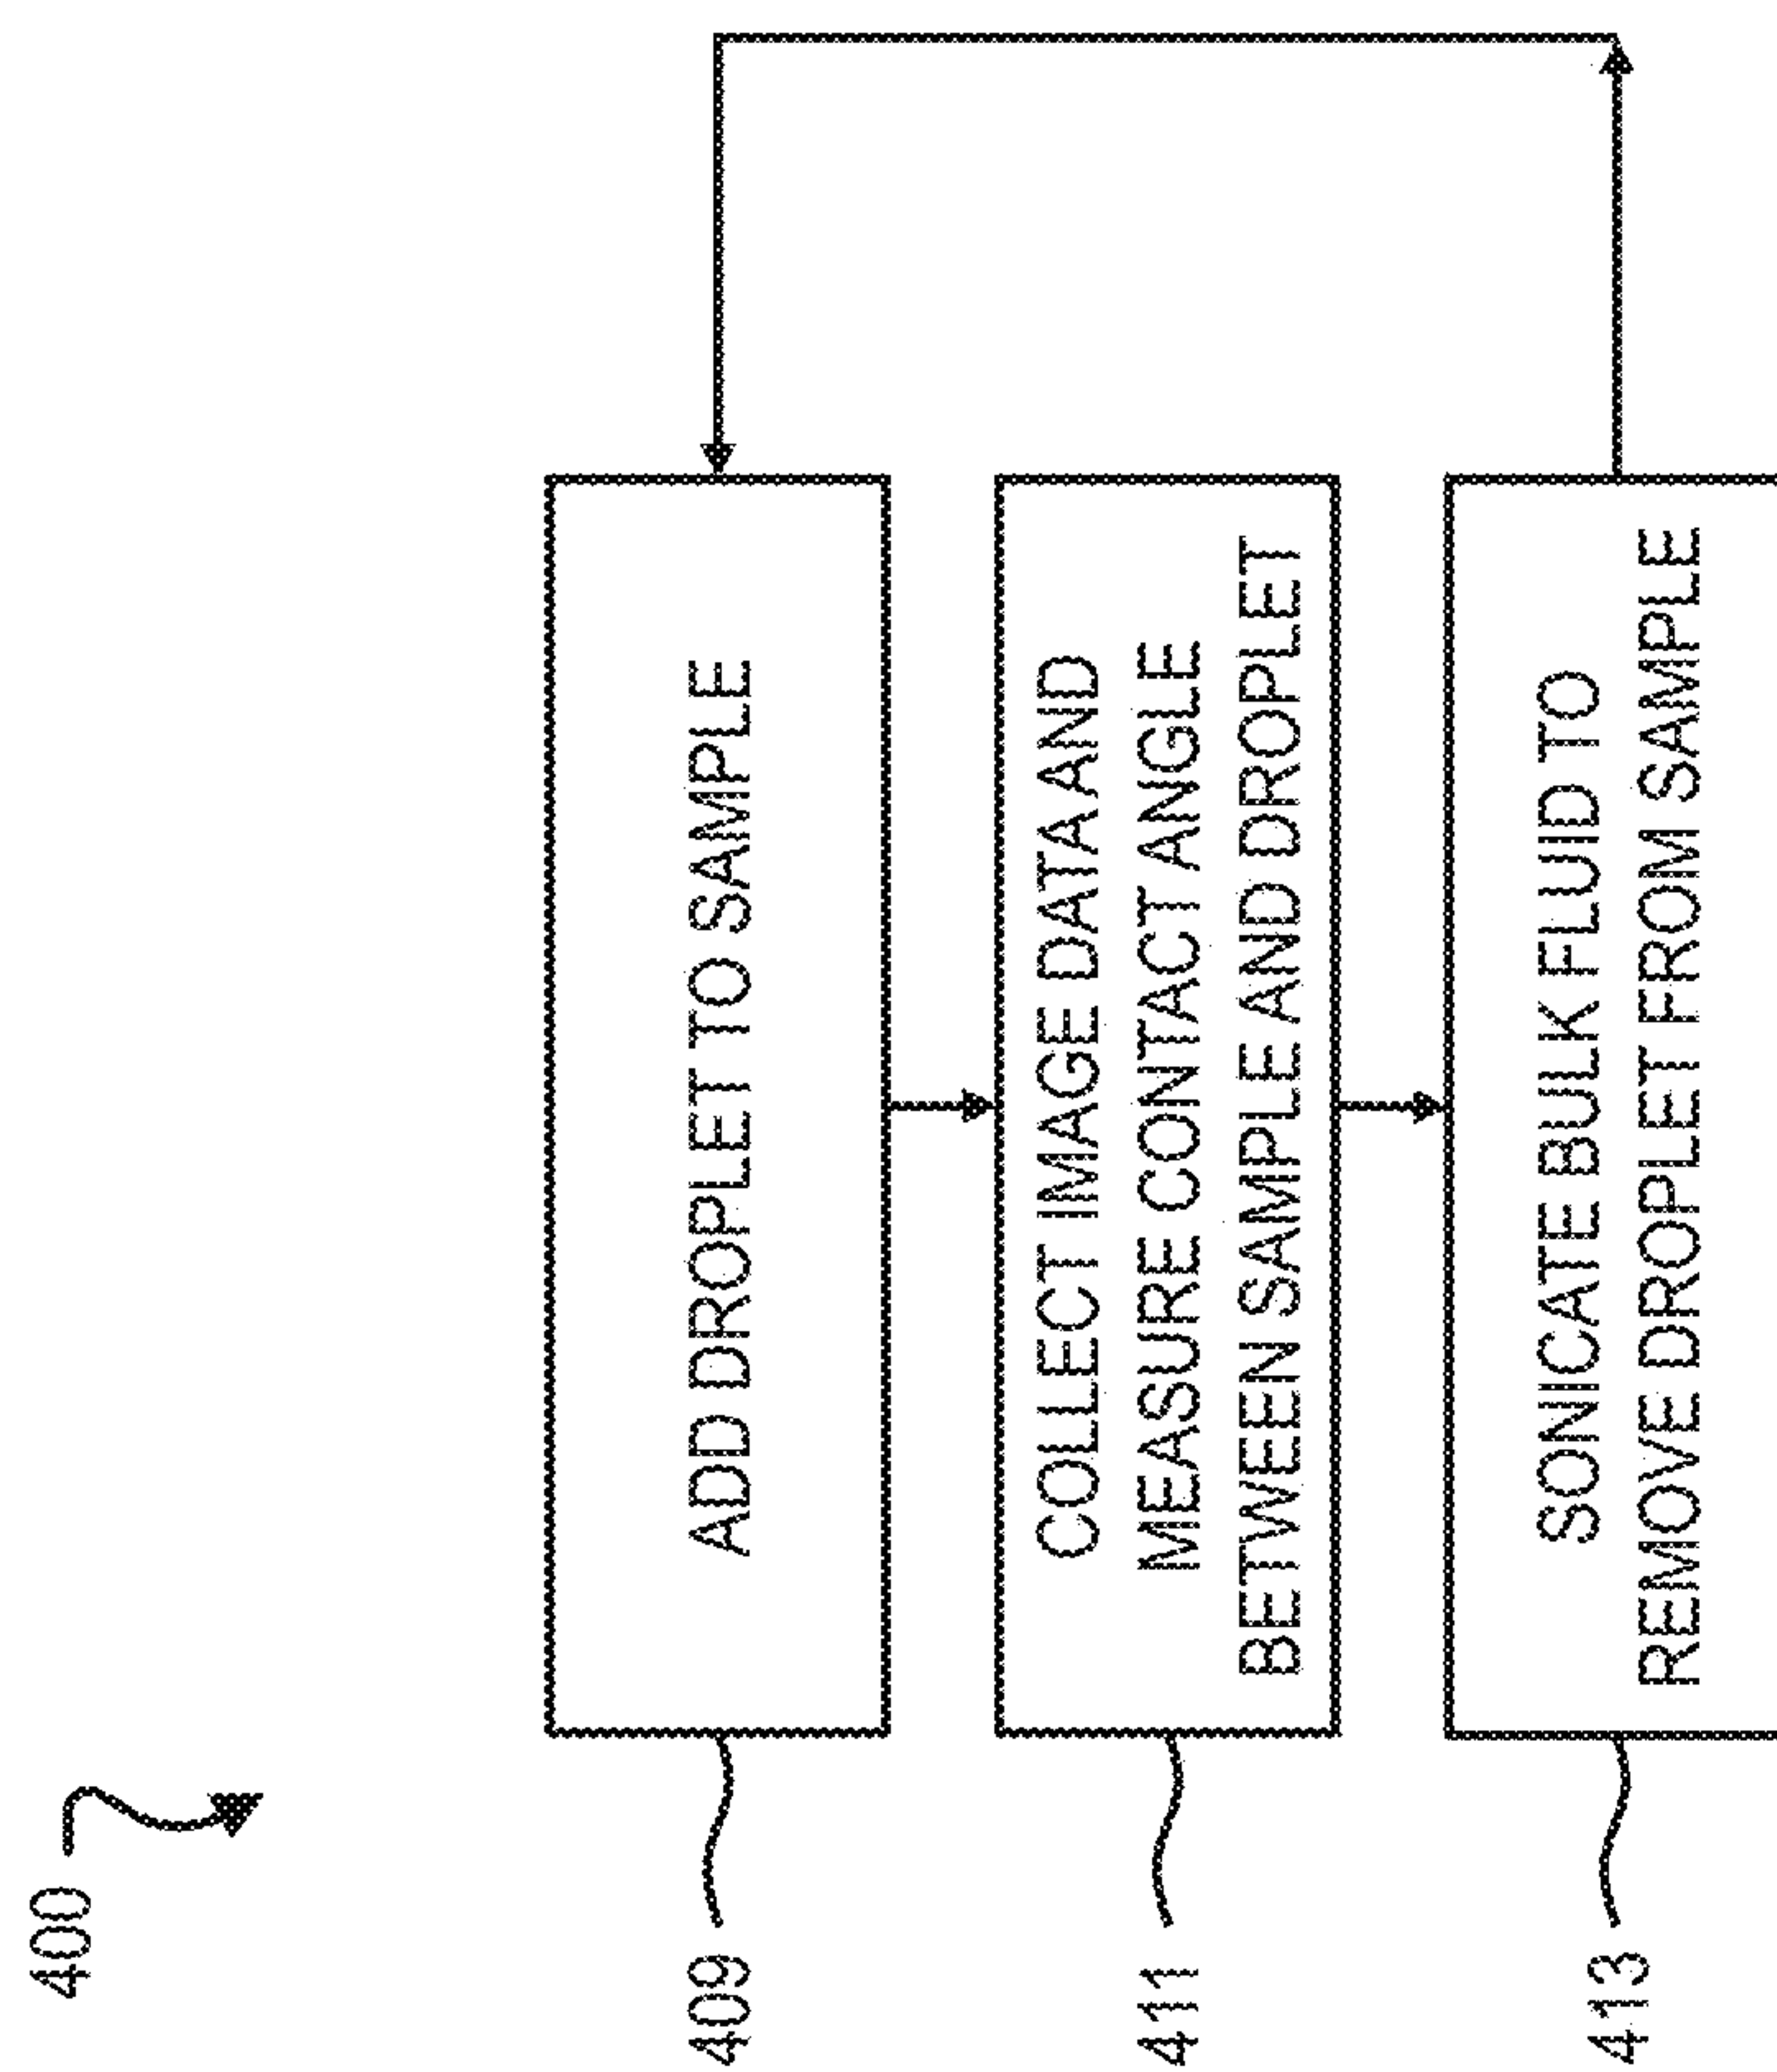 400
409
ADD DROPLET TO SAMPLE
411
COLLECT IMAGE DATA AND
MEASURE CONTACT ANGLE
BETWEEN SAMPLE AND DROPLET
413
SONICATE BULK FLUID TO
REMOVE DROPLET FROM SAMPLE